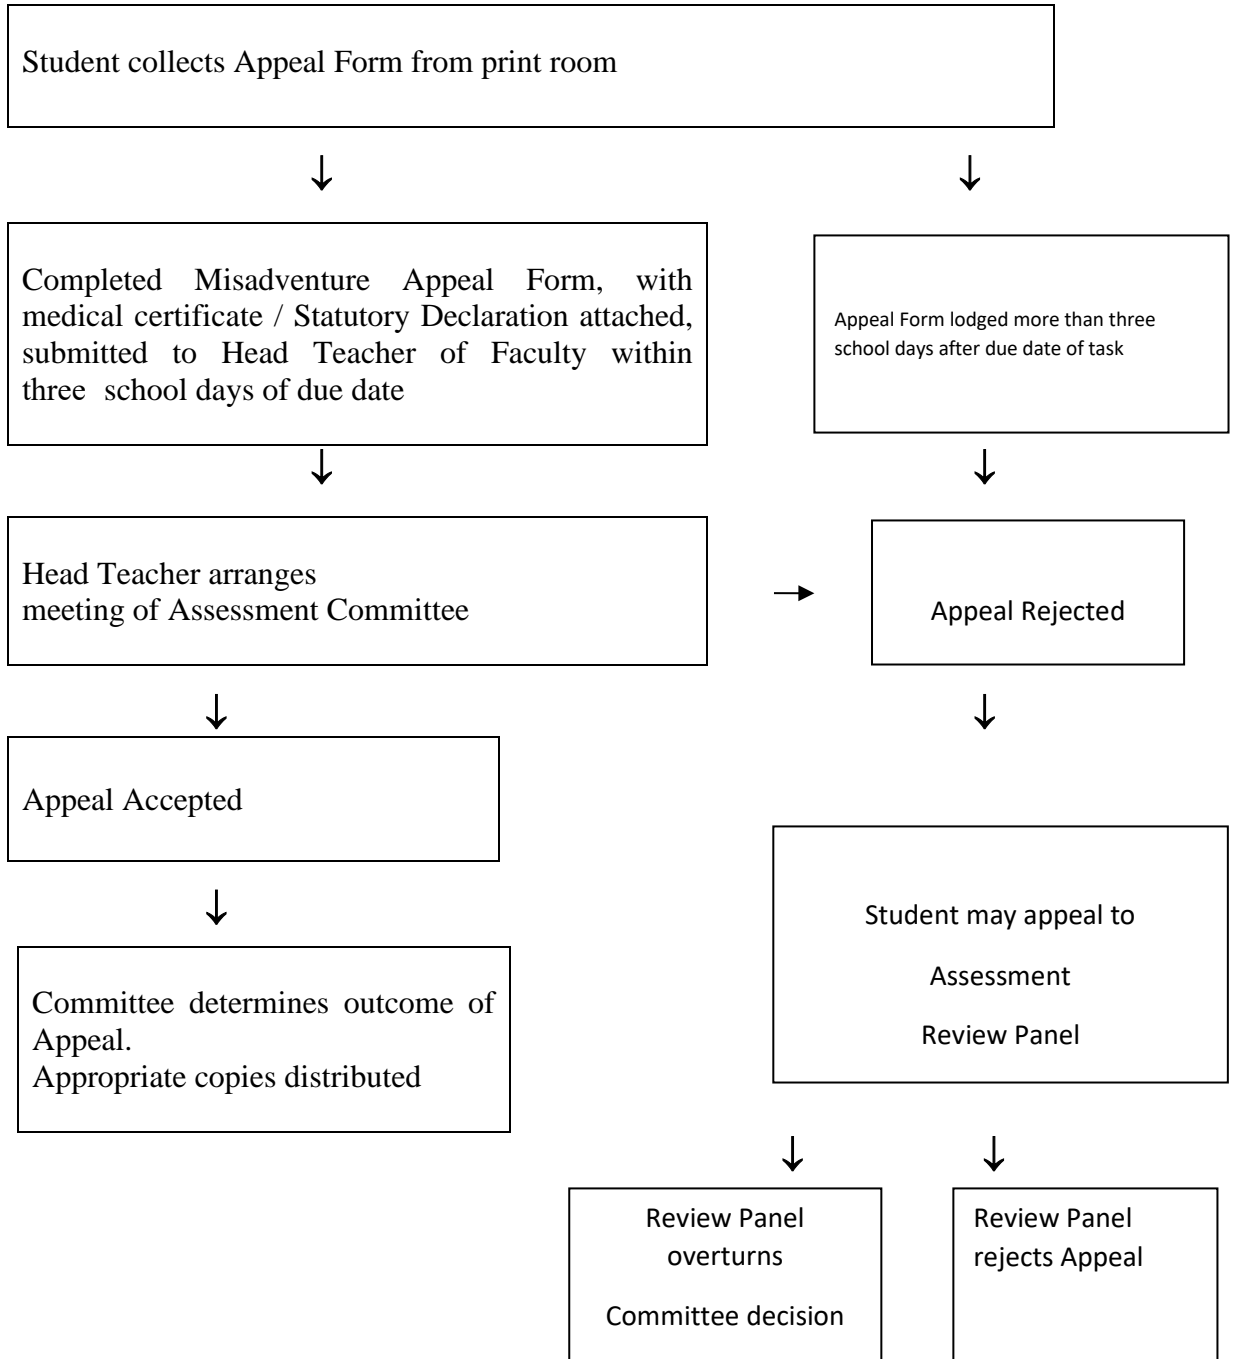 Student collects Appeal Form from print room
Completed Misadventure Appeal Form, with
medical certificate / Statutory Declaration attached,
submitted to Head Teacher of Faculty within
three school days of due date
Appeal Form lodged more than three
school days after due date of task
Head Teacher arranges
meeting of Assessment Committee
Appeal Rejected
Appeal Accepted
Student may appeal to
Assessment
Review Panel
Committee determines outcome of
Appeal.
Appropriate copies distributed
Review Panel
overturns
Committee decision
Review Panel
rejects Appeal